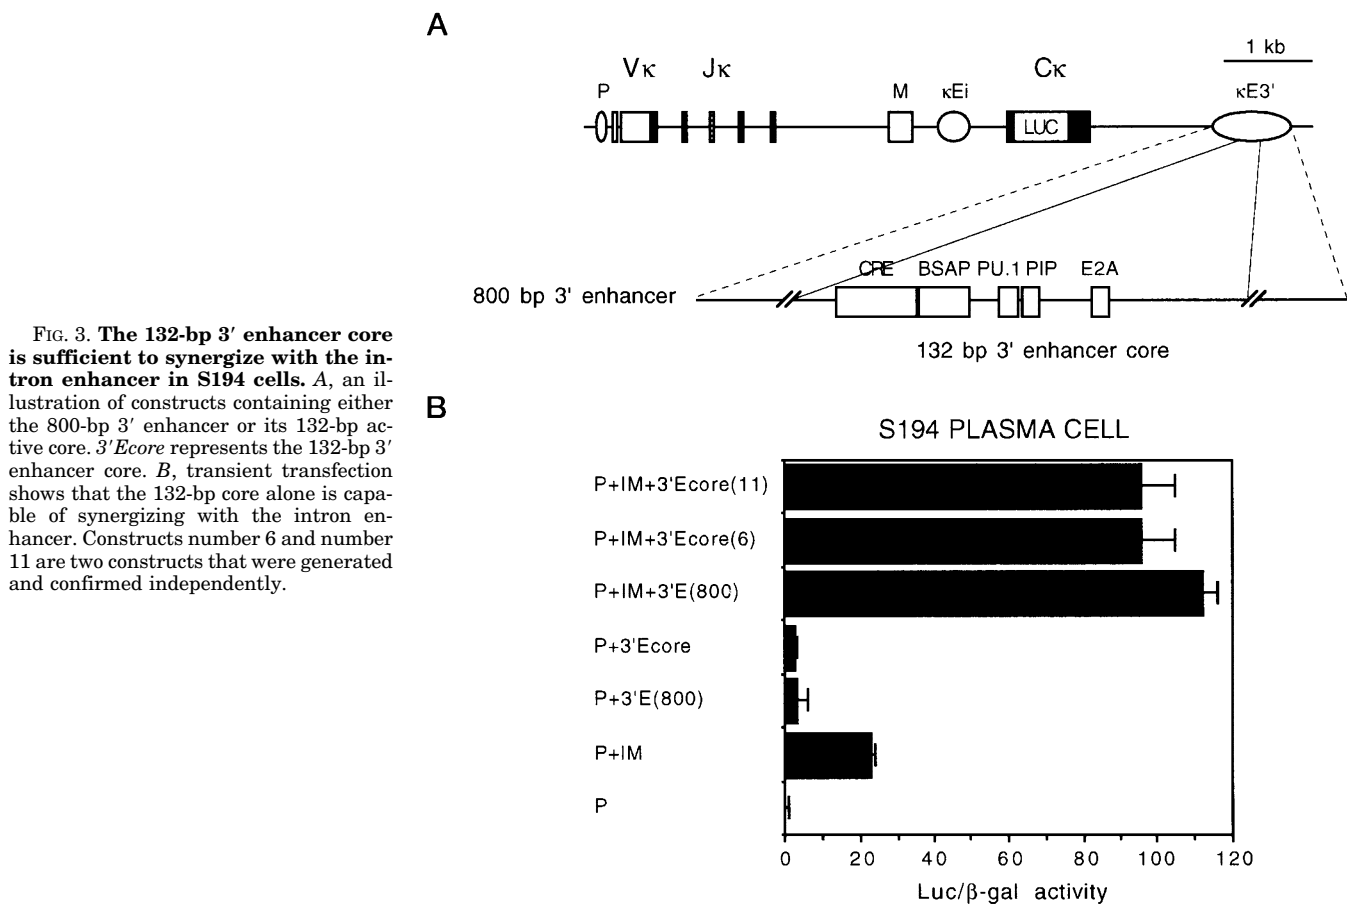 FIG. 3. The 132-bp 3′ enhancer core
is sufficient to synergize with the in-
tron enhancer in S194 cells. A, an il-
lustration of constructs containing either
the 800-bp 3′ enhancer or its 132-bp ac-
tive core. 3′Ecore represents the 132-bp 3′
enhancer core. B, transient transfection
shows that the 132-bp core alone is capa-
ble of synergizing with the intron en-
hancer. Constructs number 6 and number
11 are two constructs that were generated
and confirmed independently.
A
1 kb
Vκ Jκ Cκ
P M κEi κE3'
LUC
CRE BSAP PU.1 PIP E2A
800 bp 3' enhancer
132 bp 3' enhancer core
B
S194 PLASMA CELL
P+IM+3'Ecore(11)
P+IM+3'Ecore(6)
P+IM+3'E(800)
P+3'Ecore
P+3'E(800)
P+IM
P
0 20 40 60 80 100 120
Luc/β-gal activity